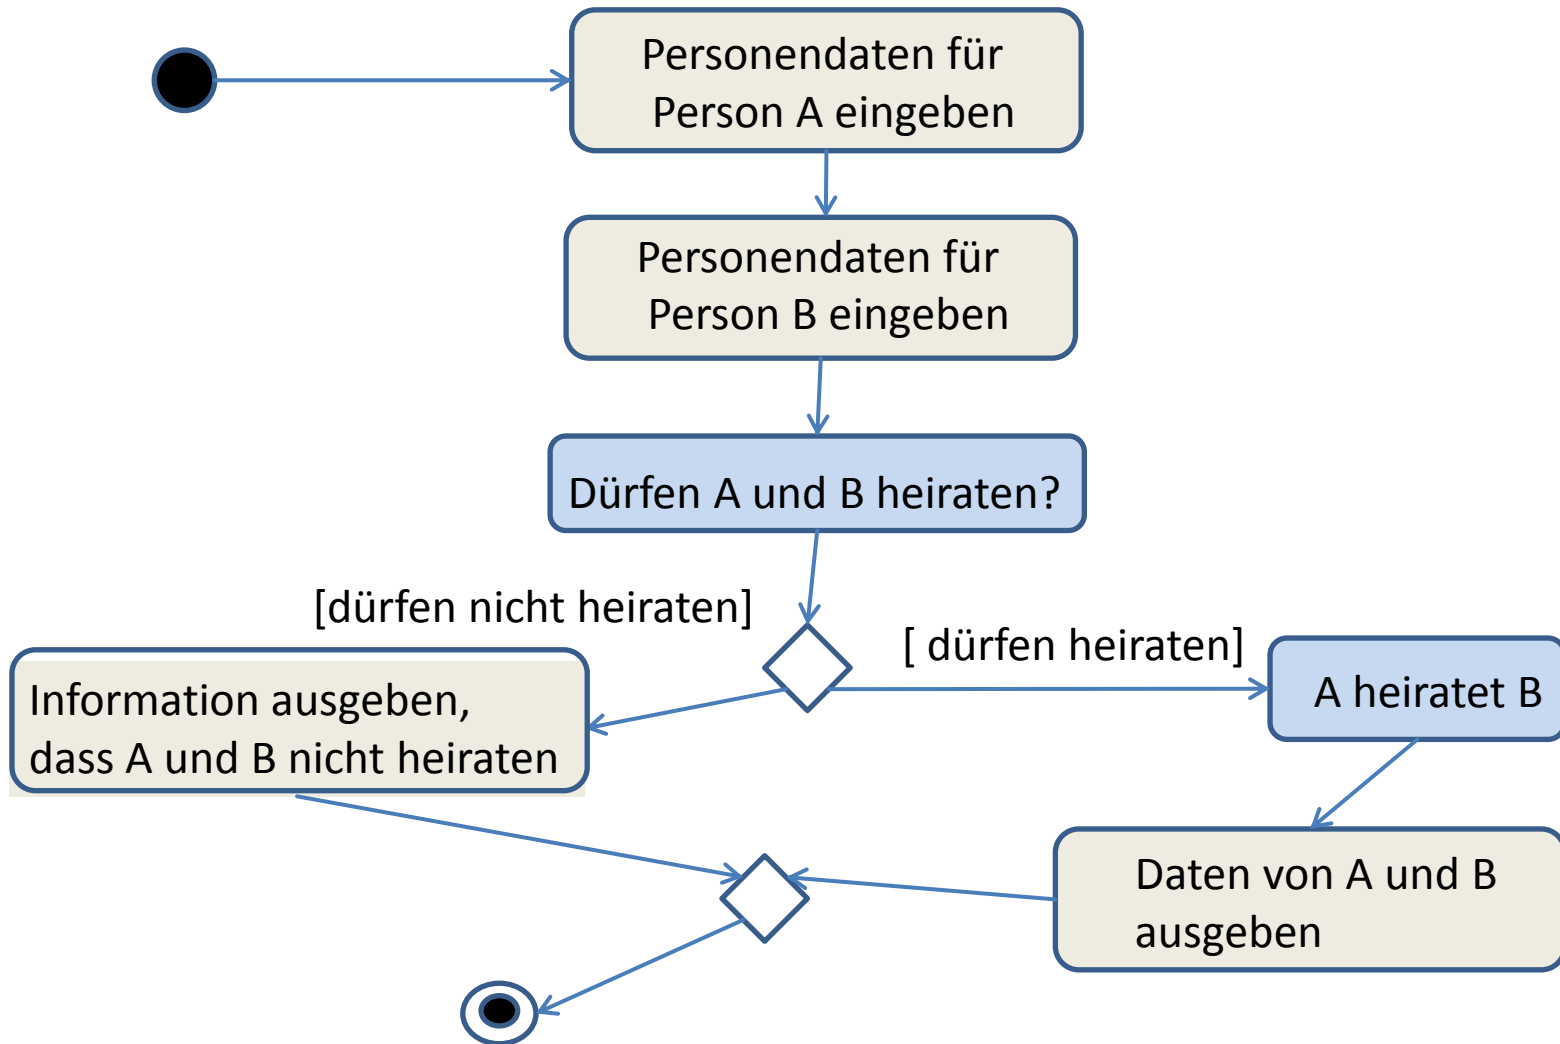 Personendaten für
Person A eingeben
Personendaten für
Person B eingeben
Dürfen A und B heiraten?
[dürfen nicht heiraten]
[ dürfen heiraten]
Information ausgeben,
dass A und B nicht heiraten
A heiratet B
Daten von A und B
ausgeben